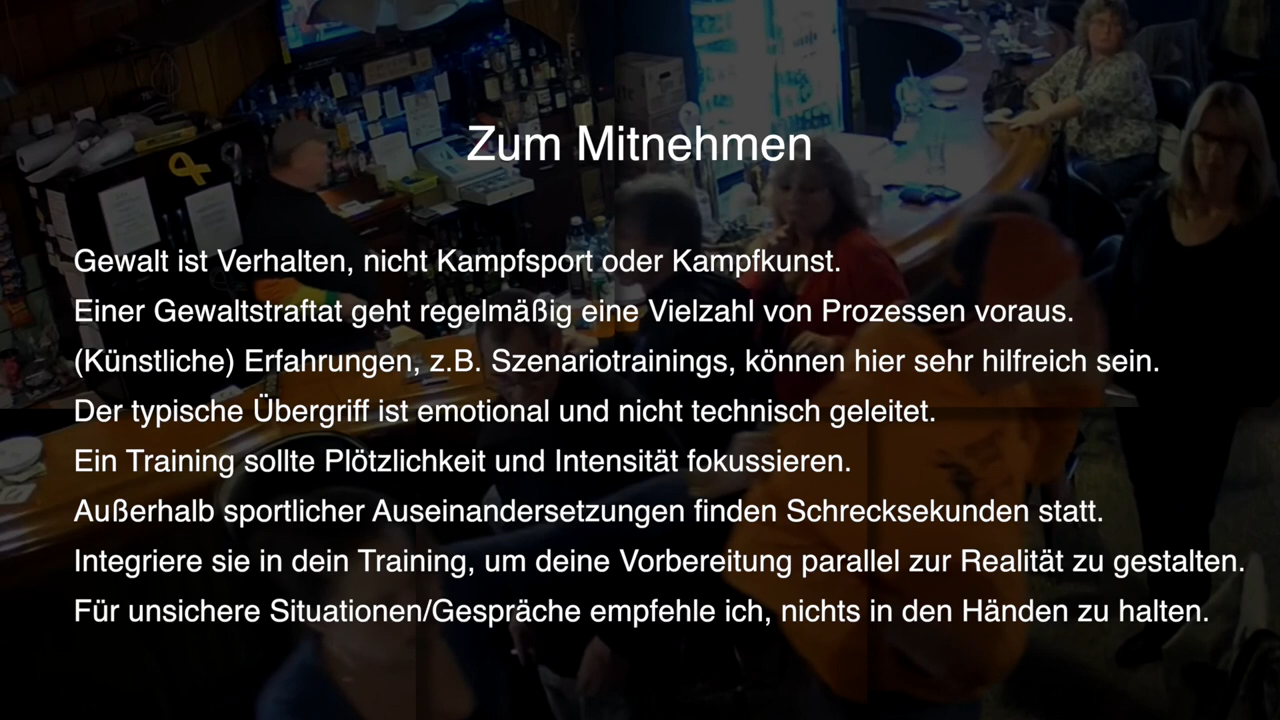 Zum Mitnehmen
Gewalt ist Verhalten, nicht Kampfsport oder Kampfkunst.
Einer Gewaltstraftat geht regelmäßig eine Vielzahl von Prozessen voraus.
(Künstliche) Erfahrungen, z.B. Szenariotrainings, können hier sehr hilfreich sein.
Der typische Übergriff ist emotional und nicht technisch geleitet.
Ein Training sollte Plötzlichkeit und Intensität fokussieren.
Außerhalb sportlicher Auseinandersetzungen finden Schrecksekunden statt.
Integriere sie in dein Training, um deine Vorbereitung parallel zur Realität zu gestalten.
Für unsichere Situationen/Gespräche empfehle ich, nichts in den Händen zu halten.